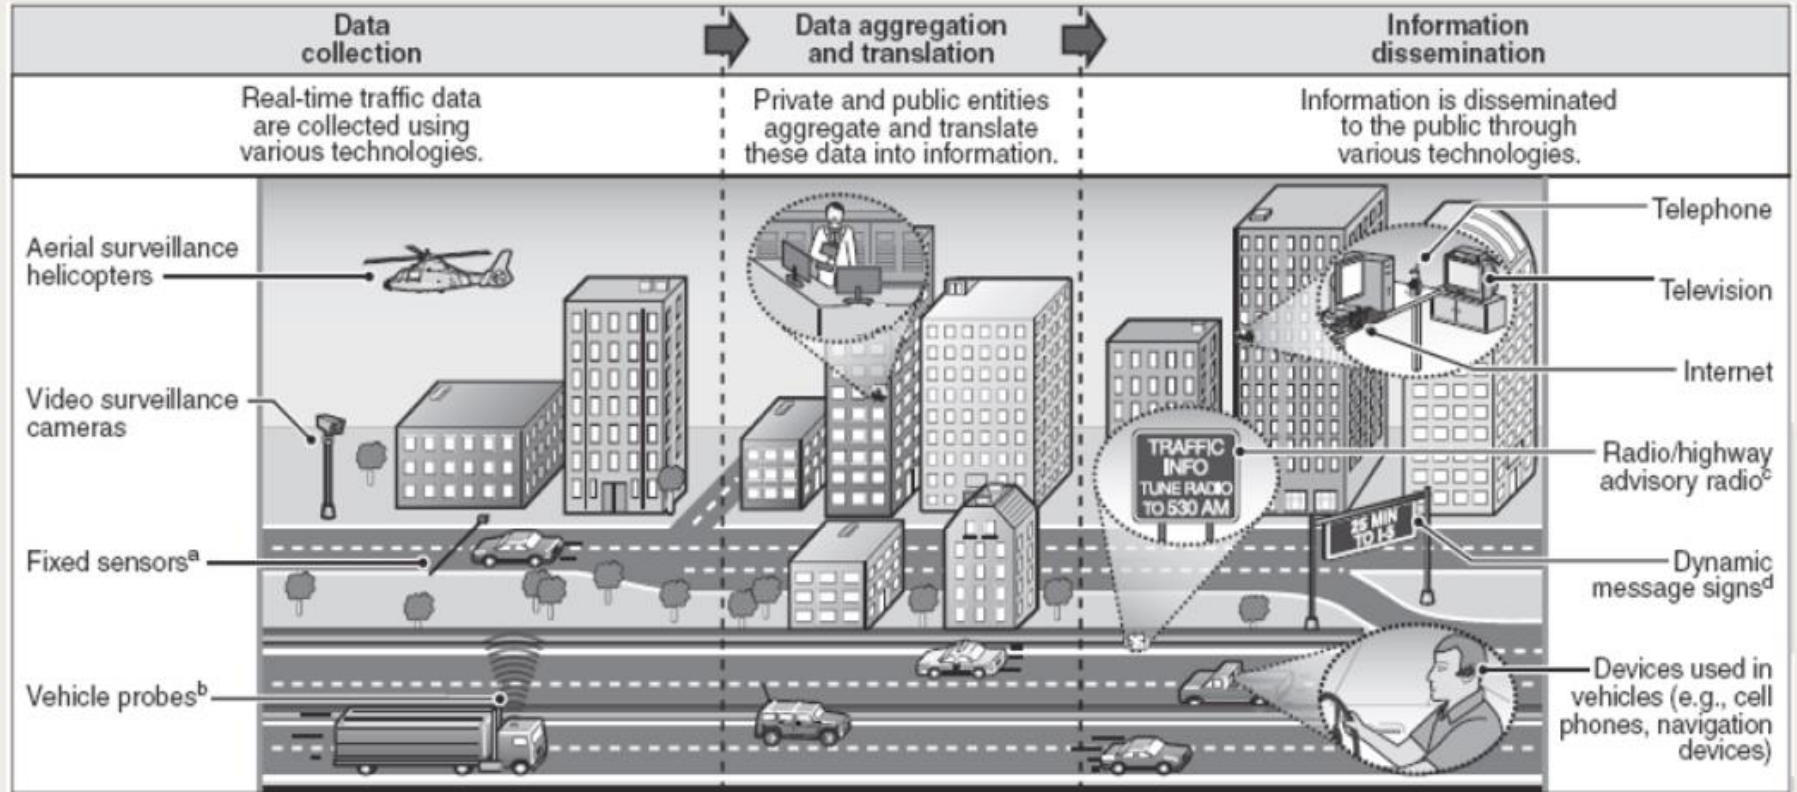 Data
collection
Data aggregation
and translation
Information
dissemination
Real-time traffic data
are collected using
various technologies.
Private and public entities
aggregate and translate
these data into information.
Information is disseminated
to the public through
various technologies.
Aerial surveillance
helicopters
Video surveillance
cameras
Fixed sensorsᵃ
Vehicle probesᵇ
Telephone
Television
Internet
TRAFFIC
INFO
TUNE RADIO
TO 530 AM
Radio/highway
advisory radioᶜ
25 MIN
TO I-5
Dynamic
message signsᵈ
Devices used in
vehicles (e.g., cell
phones, navigation
devices)